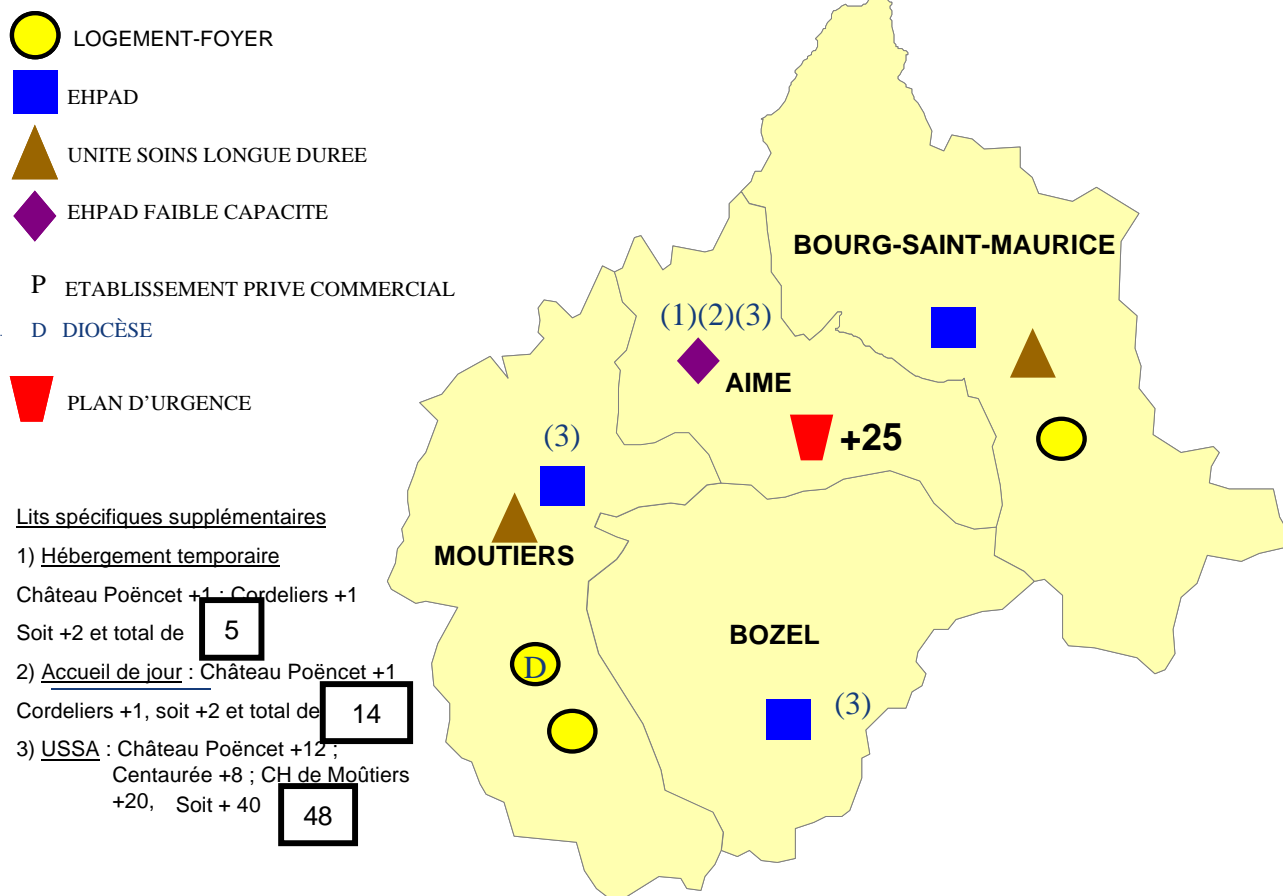 LOGEMENT-FOYER
EHPAD
UNITE SOINS LONGUE DUREE
EHPAD FAIBLE CAPACITE
P ETABLISSEMENT PRIVE COMMERCIAL
D DIOCÈSE
PLAN D'URGENCE
BOURG-SAINT-MAURICE
(1)(2)(3)
AIME
+25
(3)
MOUTIERS
D
BOZEL
(3)
Lits spécifiques supplémentaires
1) Hébergement temporaire
Château Poëncet +1 ; Cordeliers +1
Soit +2 et total de 5
2) Accueil de jour : Château Poëncet +1
Cordeliers +1, soit +2 et total de 14
3) USSA : Château Poëncet +12 ;
Centaurée +8 ; CH de Moûtiers
+20, Soit + 40 48